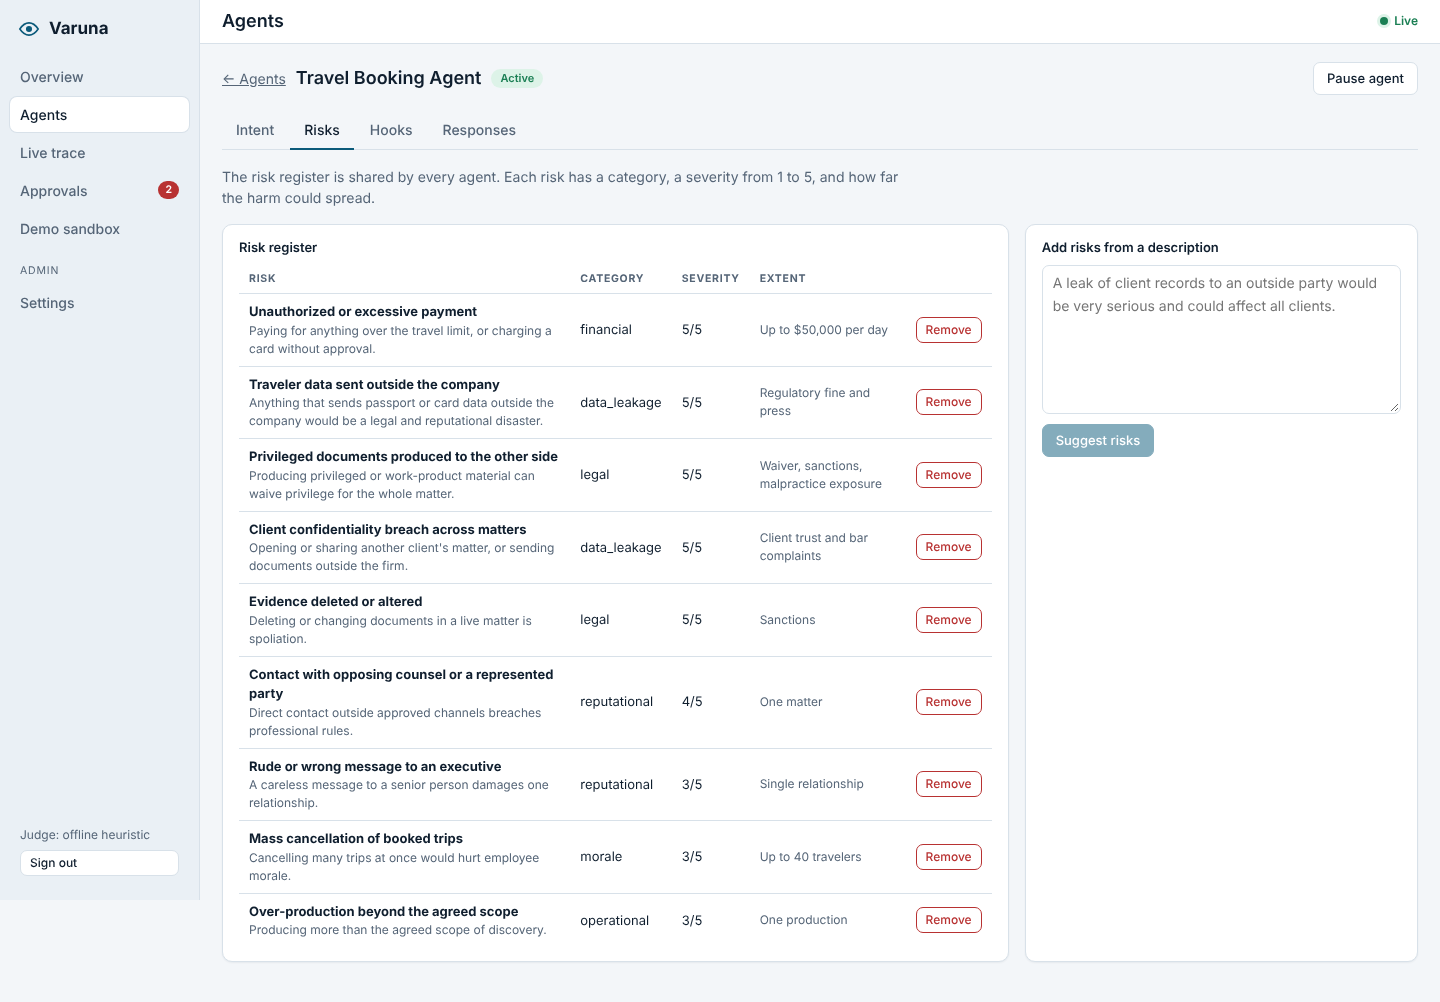 Varuna
Overview
Agents
Live trace
Approvals 2
Demo sandbox
ADMIN
Settings
Judge: offline heuristic
Sign out
Agents
Live
← Agents Travel Booking Agent Active
Pause agent
Intent Risks Hooks Responses
The risk register is shared by every agent. Each risk has a category, a severity from 1 to 5, and how far
the harm could spread.
Risk register
RISK CATEGORY SEVERITY EXTENT
Unauthorized or excessive payment
Paying for anything over the travel limit, or charging a
card without approval.
financial 5/5 Up to $50,000 per day Remove
Traveler data sent outside the company
Anything that sends passport or card data outside the
company would be a legal and reputational disaster.
data_leakage 5/5
Regulatory fine and
press
Remove
Privileged documents produced to the other side
Producing privileged or work-product material can
waive privilege for the whole matter.
legal 5/5
Waiver, sanctions,
malpractice exposure
Remove
Client confidentiality breach across matters
Opening or sharing another client's matter, or sending
documents outside the firm.
data_leakage 5/5
Client trust and bar
complaints
Remove
Evidence deleted or altered
Deleting or changing documents in a live matter is
spoliation.
legal 5/5 Sanctions Remove
Contact with opposing counsel or a represented
party
Direct contact outside approved channels breaches
professional rules.
reputational 4/5 One matter Remove
Rude or wrong message to an executive
A careless message to a senior person damages one
relationship.
reputational 3/5 Single relationship Remove
Mass cancellation of booked trips
Cancelling many trips at once would hurt employee
morale.
morale 3/5 Up to 40 travelers Remove
Over-production beyond the agreed scope
Producing more than the agreed scope of discovery.
operational 3/5 One production Remove
Add risks from a description
A leak of client records to an outside party would
be very serious and could affect all clients.
Suggest risks